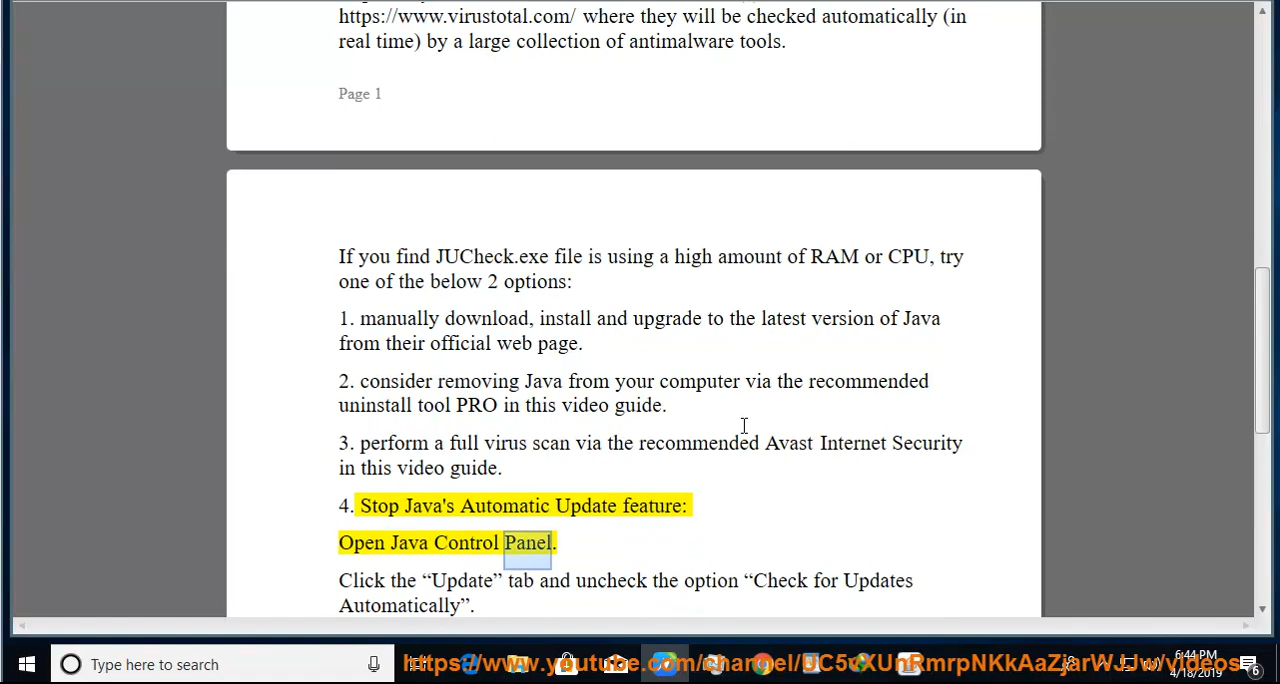 https://www.virustotal.com/ where they will be checked automatically (in
real time) by a large collection of antimalware tools.
Page 1
If you find JUCheck.exe file is using a high amount of RAM or CPU, try
one of the below 2 options:
1. manually download, install and upgrade to the latest version of Java
from their official web page.
2. consider removing Java from your computer via the recommended
uninstall tool PRO in this video guide.
3. perform a full virus scan via the recommended Avast Internet Security
in this video guide.
4. Stop Java's Automatic Update feature:
Open Java Control Panel.
Click the “Update” tab and uncheck the option “Check for Updates
Automatically”.
Type here to search
6:44 PM
4/18/2019
6